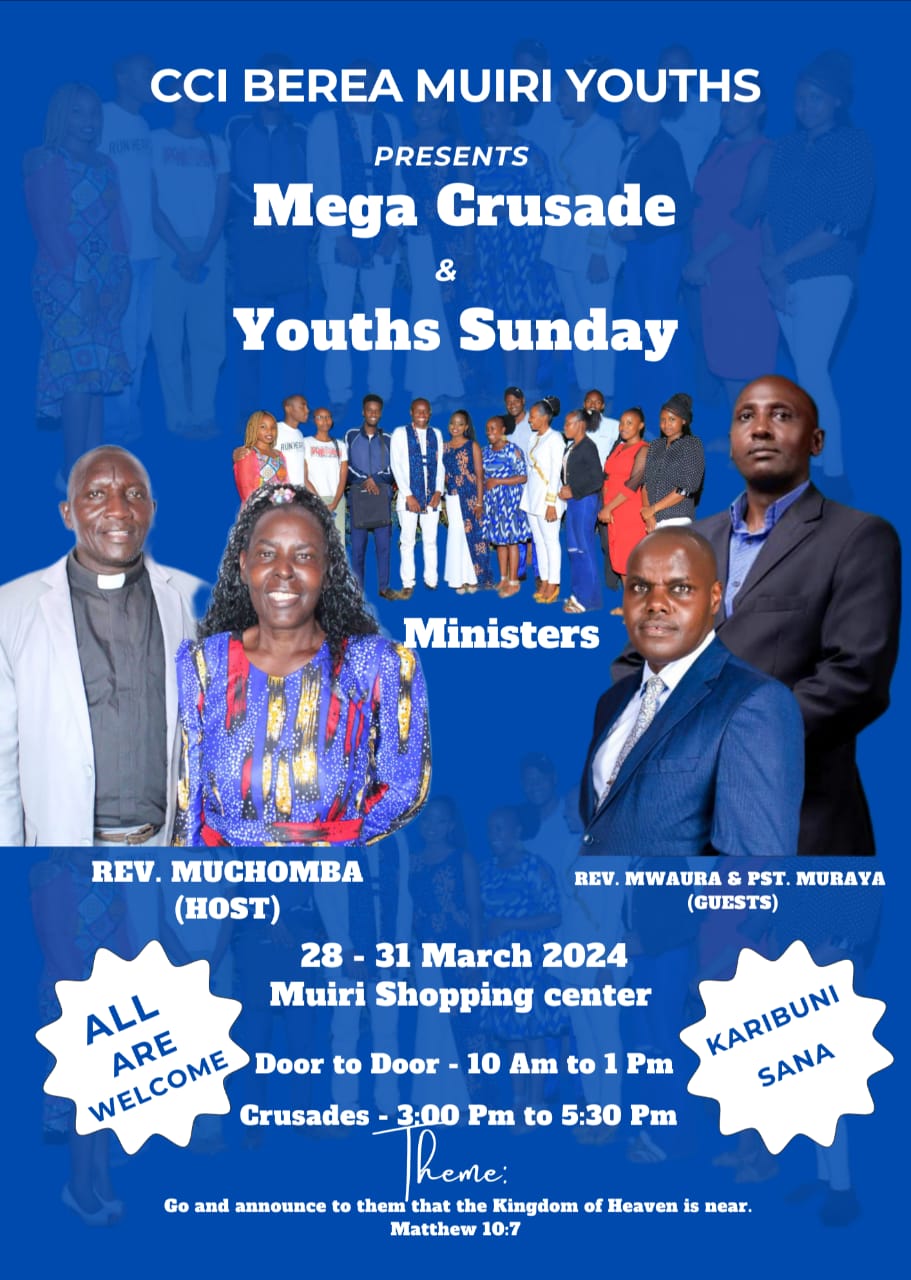 CCI BEREA MUIRI YOUTHS
PRESENTS
Mega Crusade
&
Youths Sunday
RUN HERE
Ministers
REV. MUCHOMBA
(HOST)
REV. MWAURA & PST. MURAYA
(GUESTS)
28 - 31 March 2024
Muiri Shopping center
ALL
ARE
WELCOME
KARIBUNI
SANA
Door to Door - 10 Am to 1 Pm
Crusades - 3:00 Pm to 5:30 Pm
Theme:
Go and announce to them that the Kingdom of Heaven is near.
Matthew 10:7